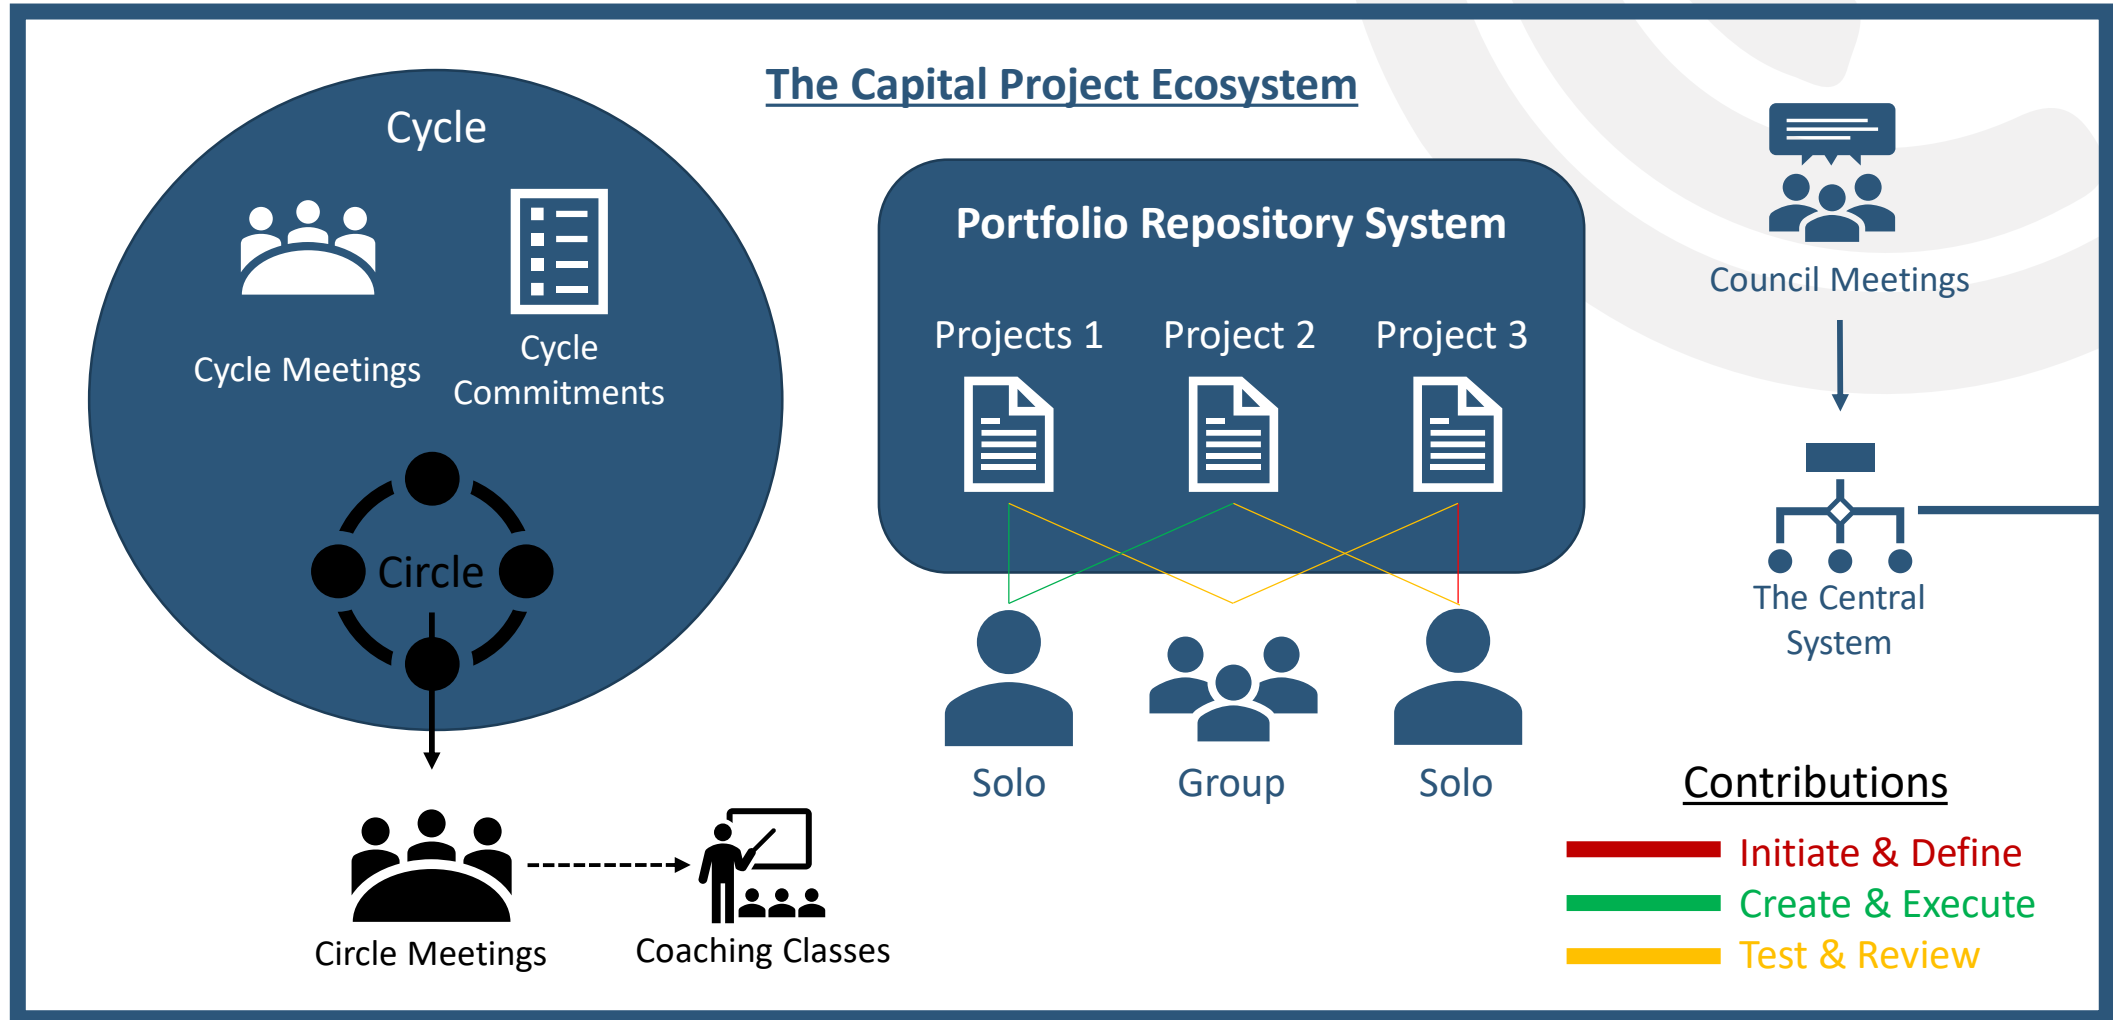 The Capital Project Ecosystem
Cycle
Cycle Meetings
Cycle
Commitments
Circle
Circle Meetings
Coaching Classes
Portfolio Repository System
Projects 1
Project 2
Project 3
Solo
Group
Solo
Council Meetings
The Central
System
Contributions
Initiate & Define
Create & Execute
Test & Review